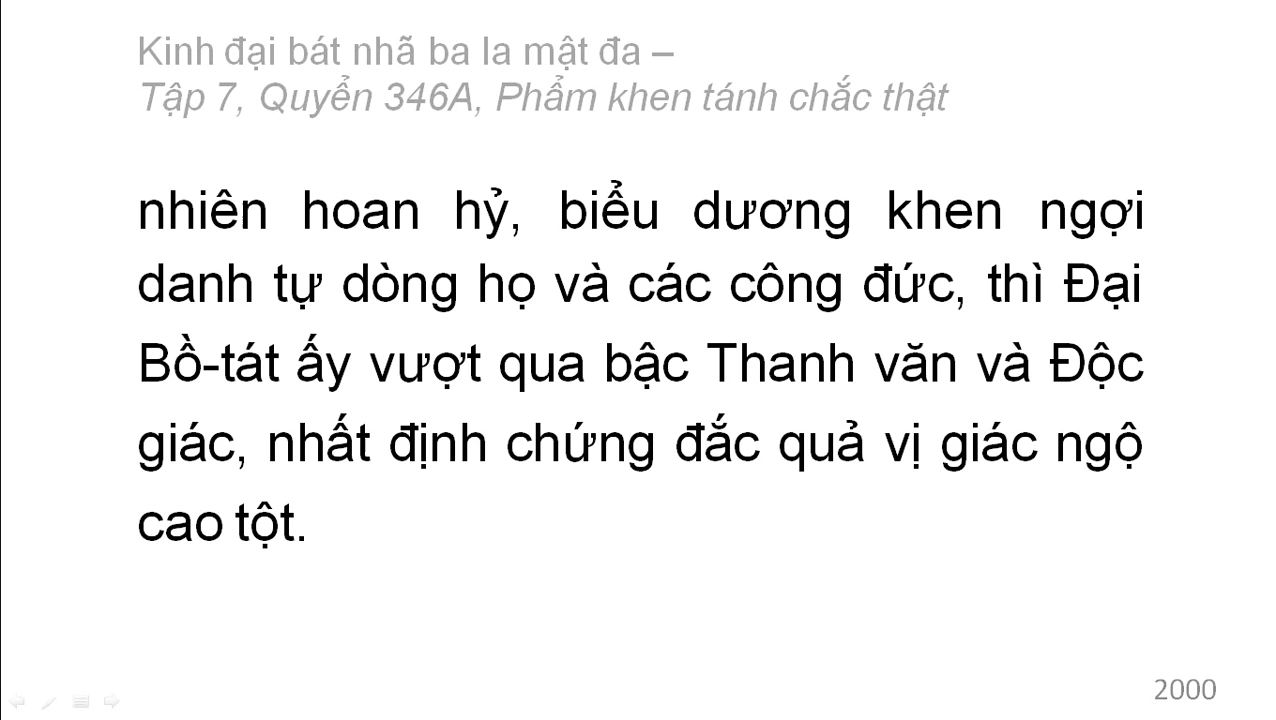 Kinh đại bát nhã ba la mật đa –
Tập 7, Quyển 346A, Phẩm khen tánh chắc thật
nhiên hoan hỷ, biểu dương khen ngợi
danh tự dòng họ và các công đức, thì Đại
Bồ-tát ấy vượt qua bậc Thanh văn và Độc
giác, nhất định chứng đắc quả vị giác ngộ
cao tột.
2000